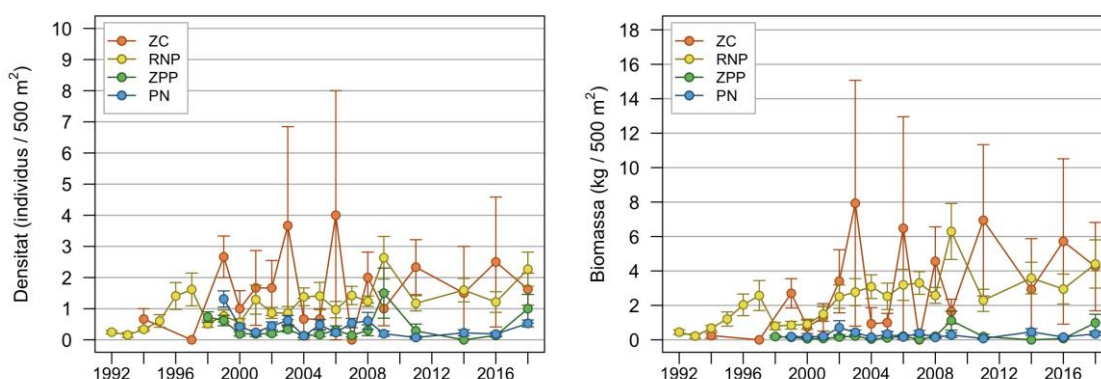 Densitat (individus / 500 m²)
10
9
8
7
6
5
4
3
2
1
0
ZC
RNP
ZPP
PN
1992 1996 2000 2004 2008 2012 2016
Biomassa (kg / 500 m²)
18
16
14
12
10
8
6
4
2
0
ZC
RNP
ZPP
PN
1992 1996 2000 2004 2008 2012 2016